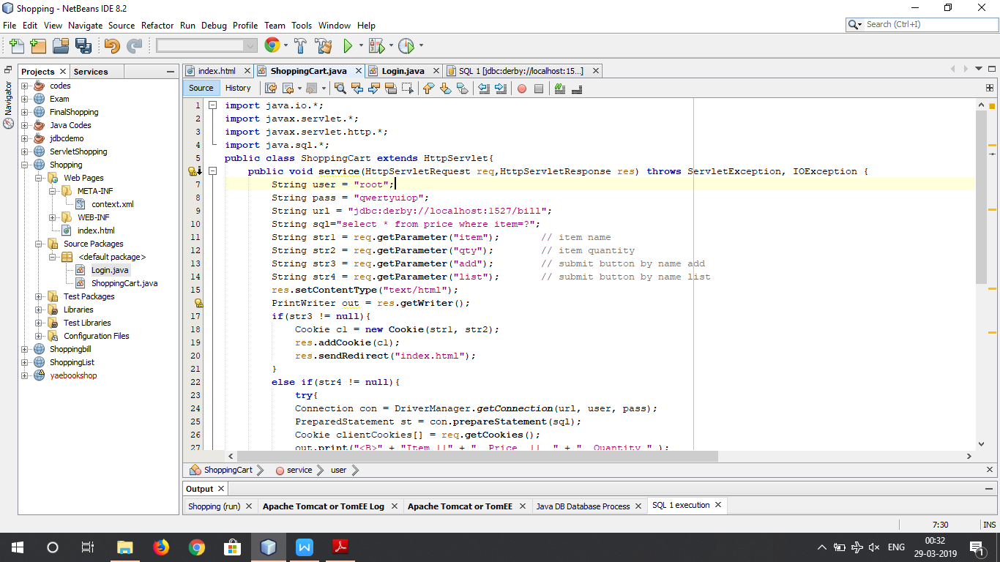 Shopping - NetBeans IDE 8.2
File Edit View Navigate Source Refactor Run Debug Profile Team Tools Window Help
Search (Ctrl+I)
Navigator
Projects
Services
codes
Exam
FinalShopping
Java Codes
jdbcdemo
ServletShopping
Shopping
Web Pages
META-INF
context.xml
WEB-INF
index.html
Source Packages
<default package>
Login.java
ShoppingCart.java
Test Packages
Libraries
Test Libraries
Configuration Files
Shoppingbill
ShoppingList
yaebookshop
index.html ShoppingCart.java Login.java SQL 1 [jdbc:derby://localhost:15...]
Source History
1 import java.io.*;
2 import javax.servlet.*;
3 import javax.servlet.http.*;
4 import java.sql.*;
5 public class ShoppingCart extends HttpServlet{
public void service(HttpServletRequest req,HttpServletResponse res) throws ServletException, IOException {
7 String user = "root";
8 String pass = "qwertyuiop";
9 String url = "jdbc:derby://localhost:1527/bill";
10 String sql="select * from price where item=?";
11 String str1 = req.getParameter("item"); // item name
12 String str2 = req.getParameter("qty"); // item quantity
13 String str3 = req.getParameter("add"); // submit button by name add
14 String str4 = req.getParameter("list"); // submit button by name list
15 res.setContentType("text/html");
PrintWriter out = res.getWriter();
17 if(str3 != null){
18 Cookie c1 = new Cookie(str1, str2);
19 res.addCookie(c1);
20 res.sendRedirect("index.html");
21 }
22 else if(str4 != null){
23 try{
24 Connection con = DriverManager.getConnection(url, user, pass);
25 PreparedStatement st = con.prepareStatement(sql);
26 Cookie clientCookies[] = req.getCookies();
27 out.print("<B>" + "Item ||" + " Price || " + " Quantity " );
ShoppingCart service user
Output
Shopping (run) Apache Tomcat or TomEE Log Apache Tomcat or TomEE Java DB Database Process SQL 1 execution
7:30 INS
ENG
00:32
29-03-2019
1